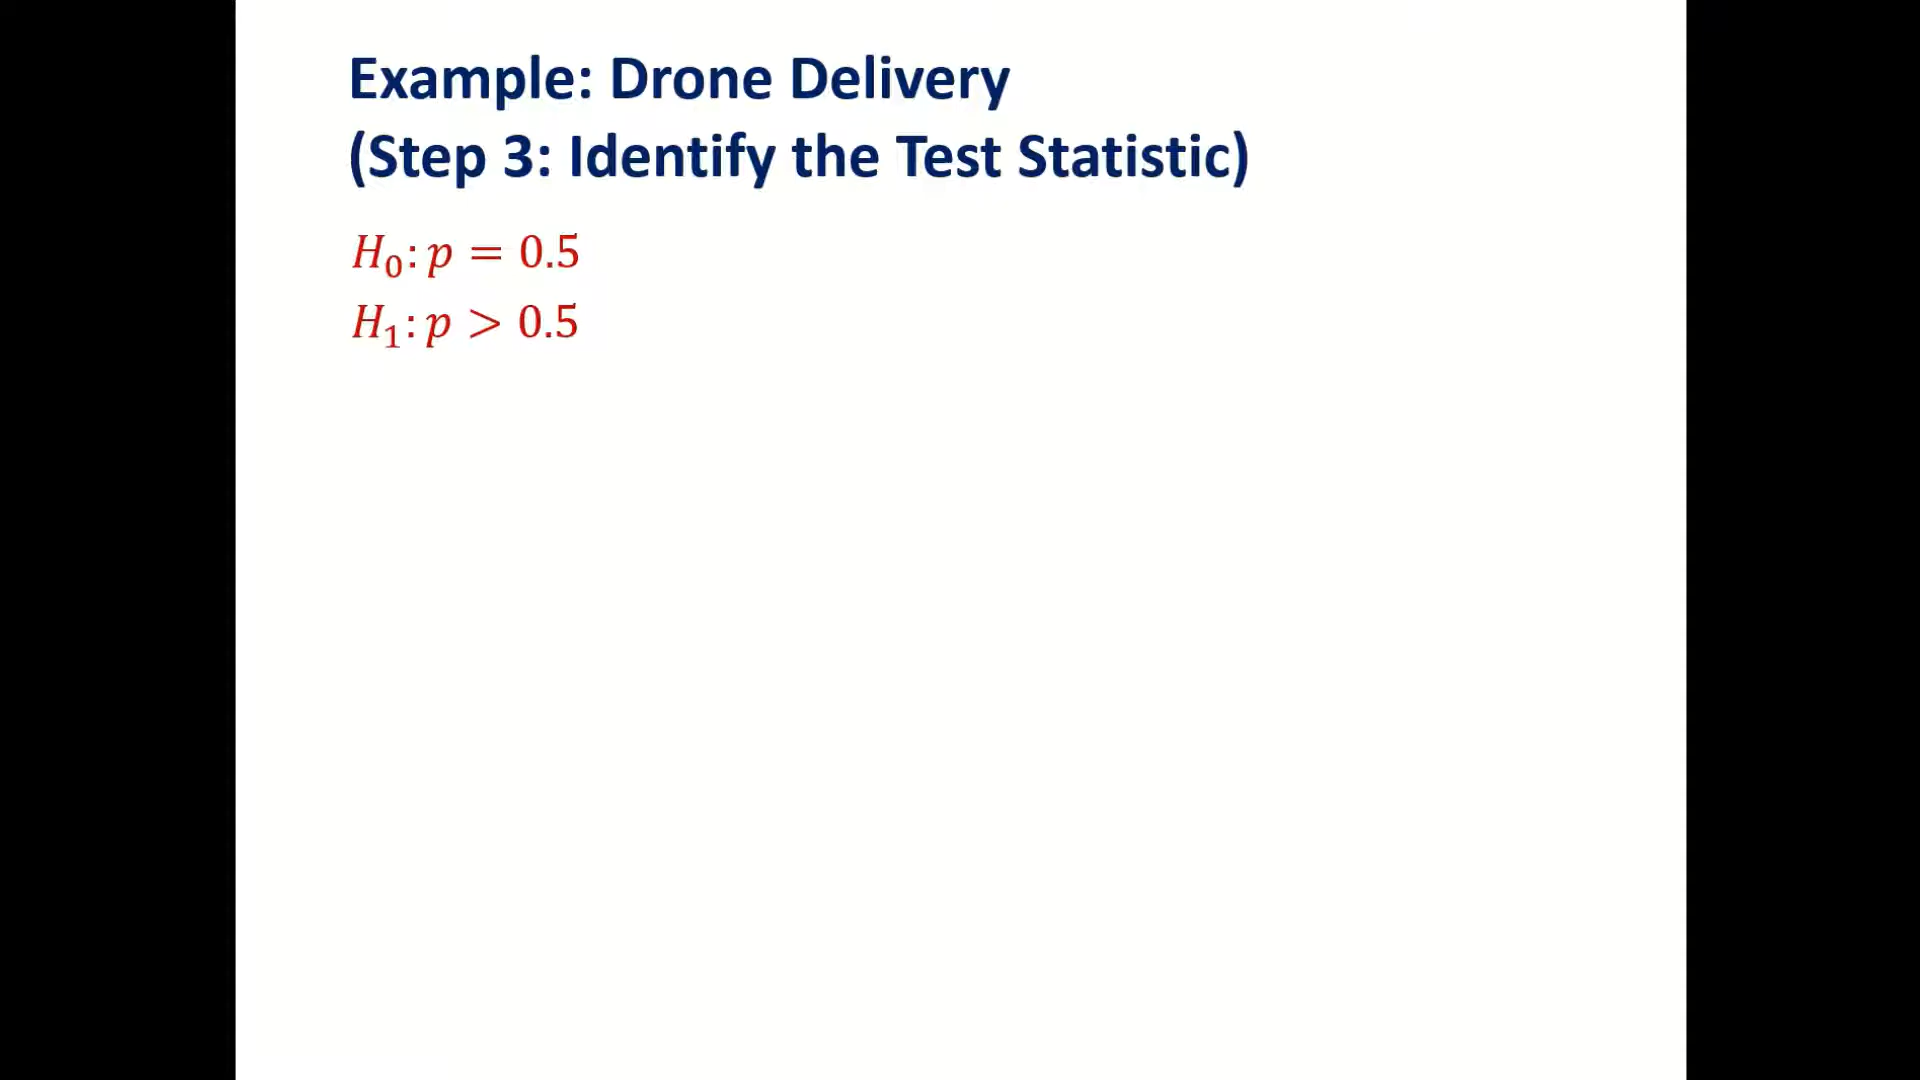 Example: Drone Delivery
(Step 3: Identify the Test Statistic)
H₀: p = 0.5
H₁: p > 0.5